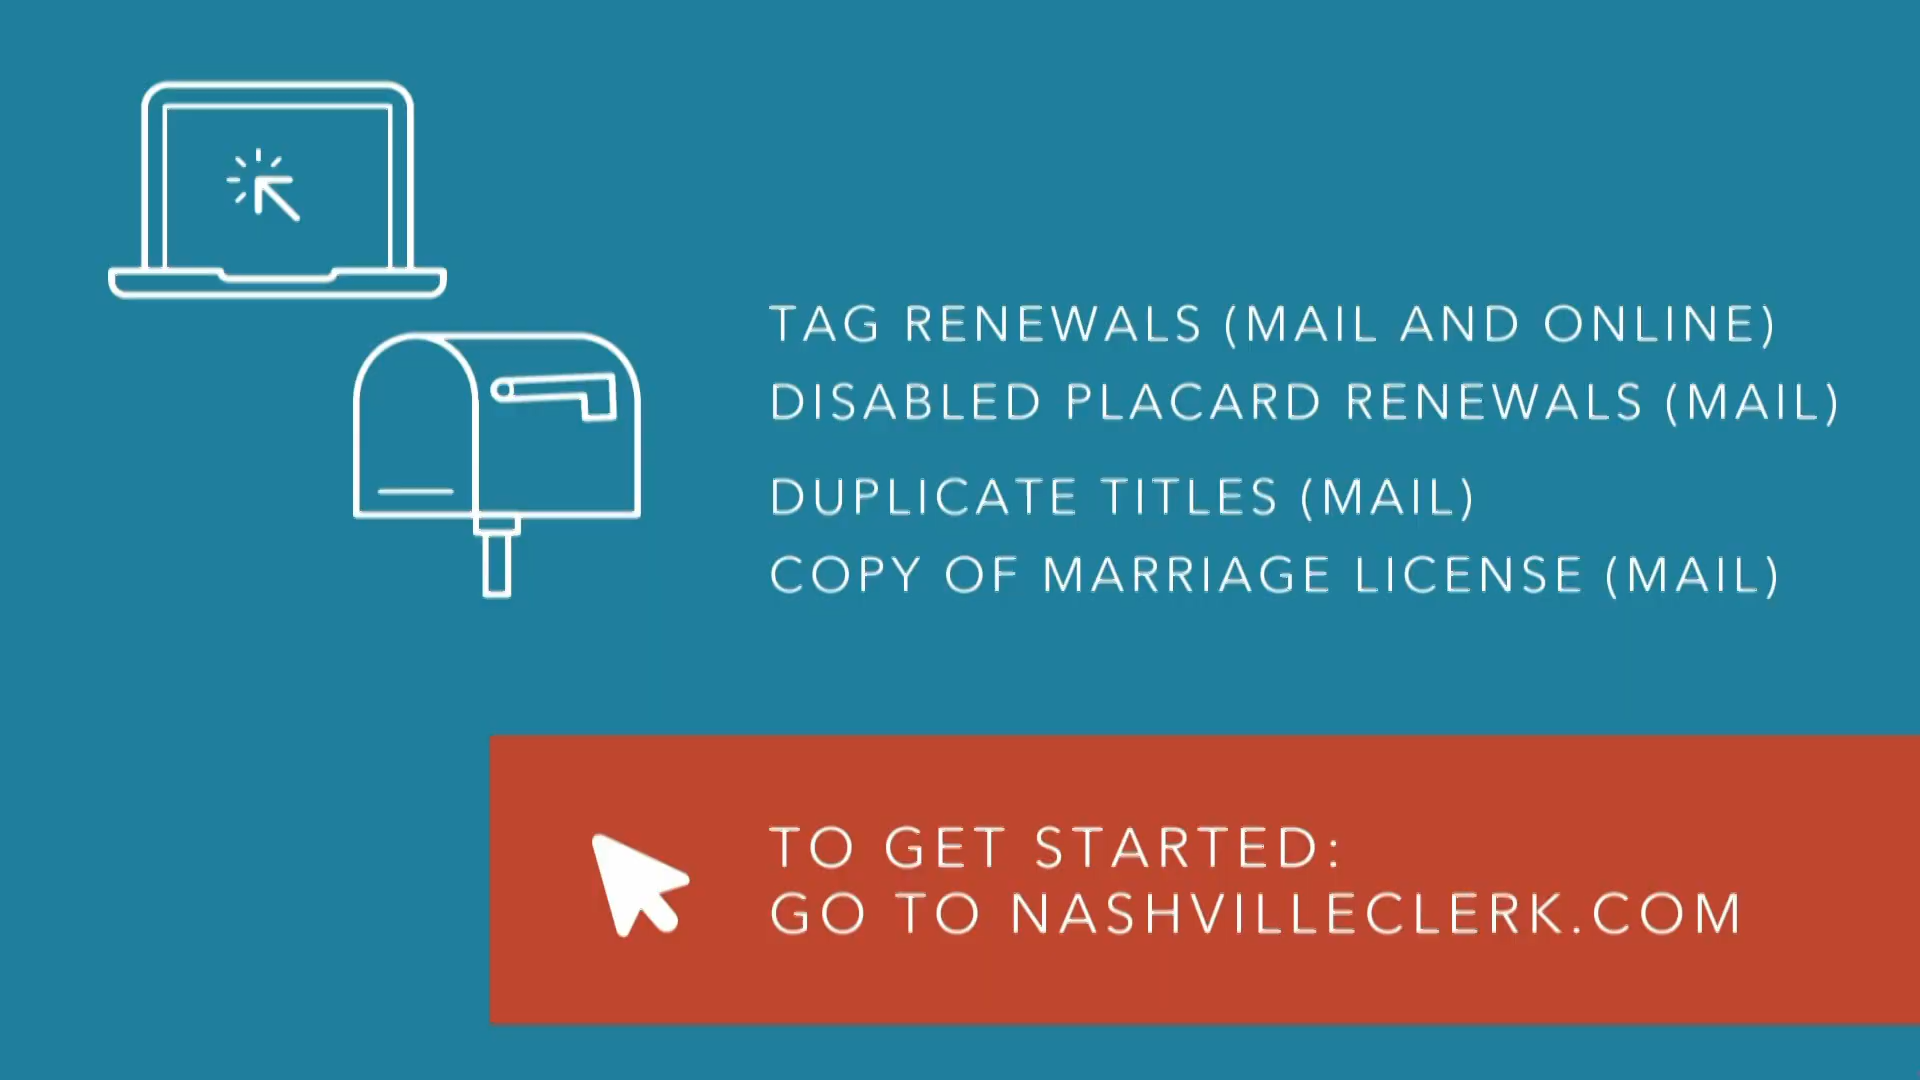 TAG RENEWALS (MAIL AND ONLINE)
DISABLED PLACARD RENEWALS (MAIL)
DUPLICATE TITLES (MAIL)
COPY OF MARRIAGE LICENSE (MAIL)
TO GET STARTED:
GO TO NASHVILLECLERK.COM